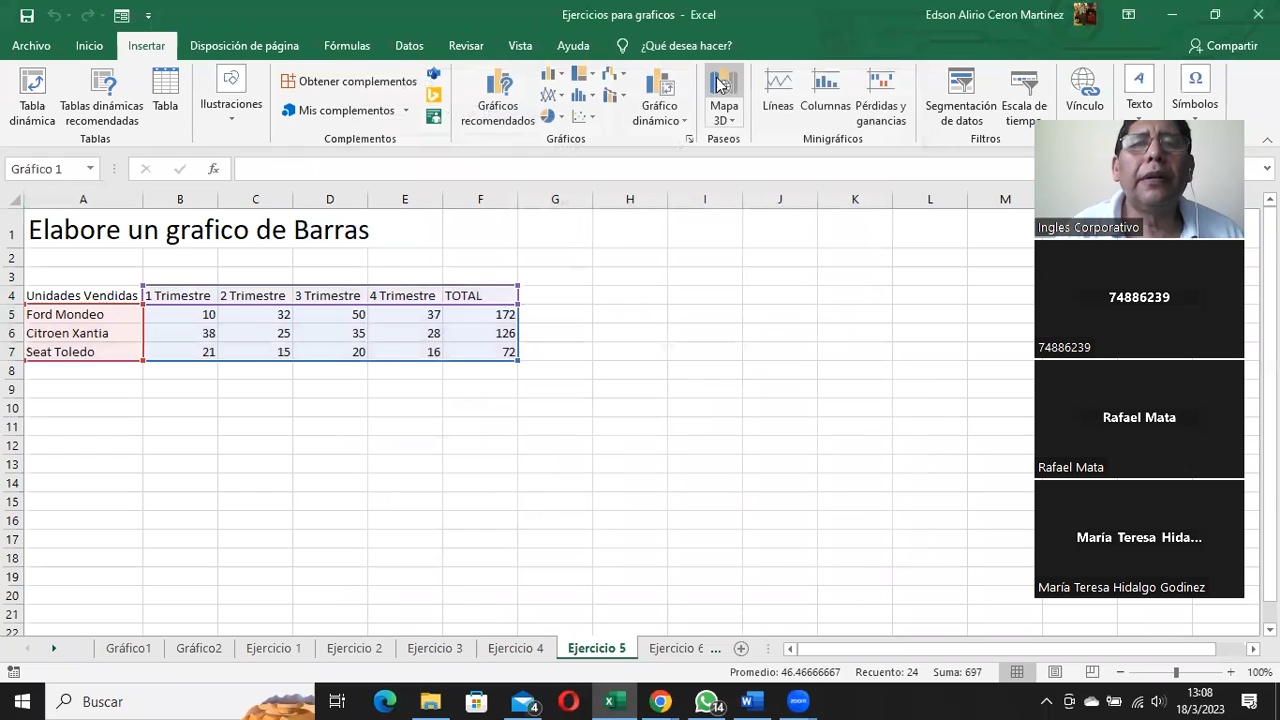 Ejercicios para graficos - Excel
Edson Alirio Ceron Martinez
Archivo Inicio Insertar Disposición de página Fórmulas Datos Revisar Vista Ayuda ¿Qué desea hacer? Compartir
Tabla dinámica
Tablas dinámicas recomendadas
Tabla
Tablas
Ilustraciones
Obtener complementos
Mis complementos
Complementos
Gráficos recomendados
Gráfico dinámico
Gráficos
Mapa 3D
Paseos
Líneas
Columnas
Pérdidas y ganancias
Minigráficos
Segmentación de datos
Escala de tiempo
Filtros
Vínculo
Texto
Símbolos
Gráfico 1
fx
A B C D E F G H I J K L M
1 Elabore un grafico de Barras
2
3
4 Unidades Vendidas 1 Trimestre 2 Trimestre 3 Trimestre 4 Trimestre TOTAL
5 Ford Mondeo 10 32 50 37 172
6 Citroen Xantia 38 25 35 28 126
7 Seat Toledo 21 15 20 16 72
8
9
10
11
12
13
14
15
16
17
18
19
20
21
22
Ingles Corporativo
74886239
74886239
Rafael Mata
Rafael Mata
María Teresa Hida...
María Teresa Hidalgo Godinez
Gráfico1 Gráfico2 Ejercicio 1 Ejercicio 2 Ejercicio 3 Ejercicio 4 Ejercicio 5 Ejercicio 6 ...
Promedio: 46.46666667 Recuento: 24 Suma: 697 100%
Buscar
4
14
13:08
18/3/2023